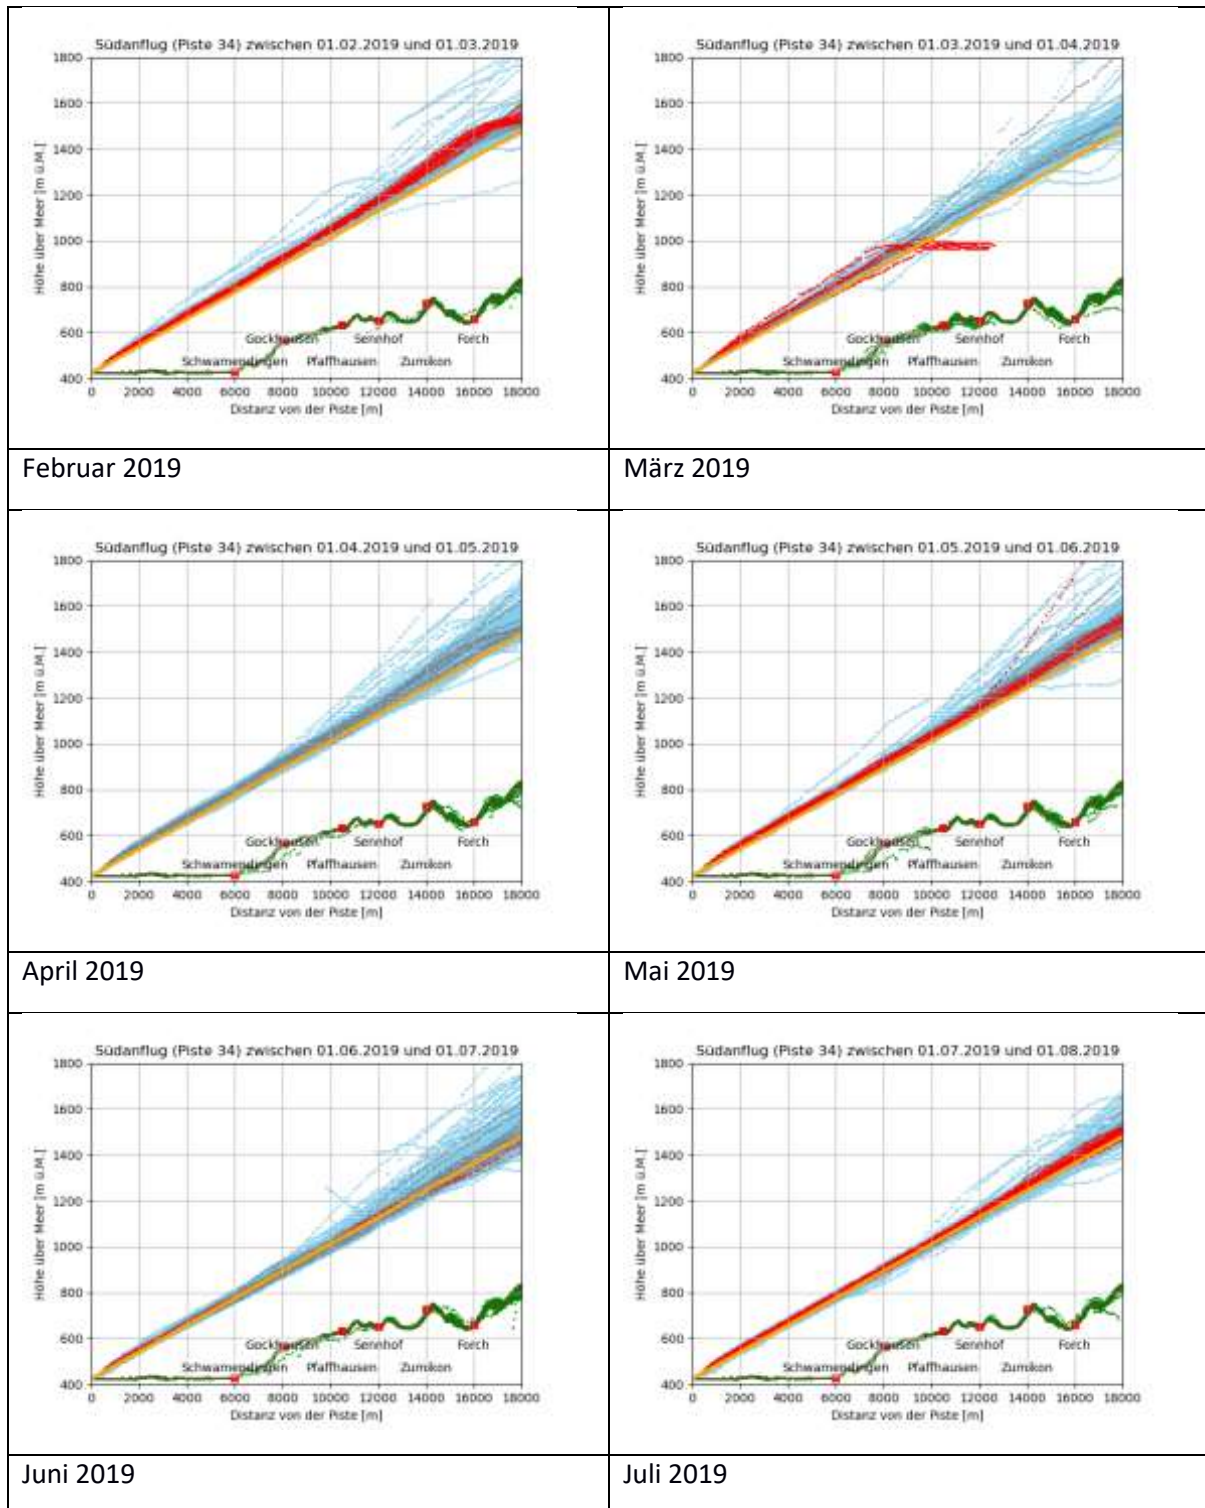 Südanflug (Piste 34) zwischen 01.02.2019 und 01.03.2019
1800
1600
1400
1200
1000
800
600
400
Höhe über Meer [m ü.M.]
Gockhausen Sennhof Forch
Schwamendingen Pfaffhausen Zumikon
0 2000 4000 6000 8000 10000 12000 14000 16000 18000
Distanz von der Piste [m]
Februar 2019
Südanflug (Piste 34) zwischen 01.03.2019 und 01.04.2019
1800
1600
1400
1200
1000
800
600
400
Höhe über Meer [m ü.M.]
Gockhausen Sennhof Forch
Schwamendingen Pfaffhausen Zumikon
0 2000 4000 6000 8000 10000 12000 14000 16000 18000
Distanz von der Piste [m]
März 2019
Südanflug (Piste 34) zwischen 01.04.2019 und 01.05.2019
1800
1600
1400
1200
1000
800
600
400
Höhe über Meer [m ü.M.]
Gockhausen Sennhof Forch
Schwamendingen Pfaffhausen Zumikon
0 2000 4000 6000 8000 10000 12000 14000 16000 18000
Distanz von der Piste [m]
April 2019
Südanflug (Piste 34) zwischen 01.05.2019 und 01.06.2019
1800
1600
1400
1200
1000
800
600
400
Höhe über Meer [m ü.M.]
Gockhausen Sennhof Forch
Schwamendingen Pfaffhausen Zumikon
0 2000 4000 6000 8000 10000 12000 14000 16000 18000
Distanz von der Piste [m]
Mai 2019
Südanflug (Piste 34) zwischen 01.06.2019 und 01.07.2019
1800
1600
1400
1200
1000
800
600
400
Höhe über Meer [m ü.M.]
Gockhausen Sennhof Forch
Schwamendingen Pfaffhausen Zumikon
0 2000 4000 6000 8000 10000 12000 14000 16000 18000
Distanz von der Piste [m]
Juni 2019
Südanflug (Piste 34) zwischen 01.07.2019 und 01.08.2019
1800
1600
1400
1200
1000
800
600
400
Höhe über Meer [m ü.M.]
Gockhausen Sennhof Forch
Schwamendingen Pfaffhausen Zumikon
0 2000 4000 6000 8000 10000 12000 14000 16000 18000
Distanz von der Piste [m]
Juli 2019